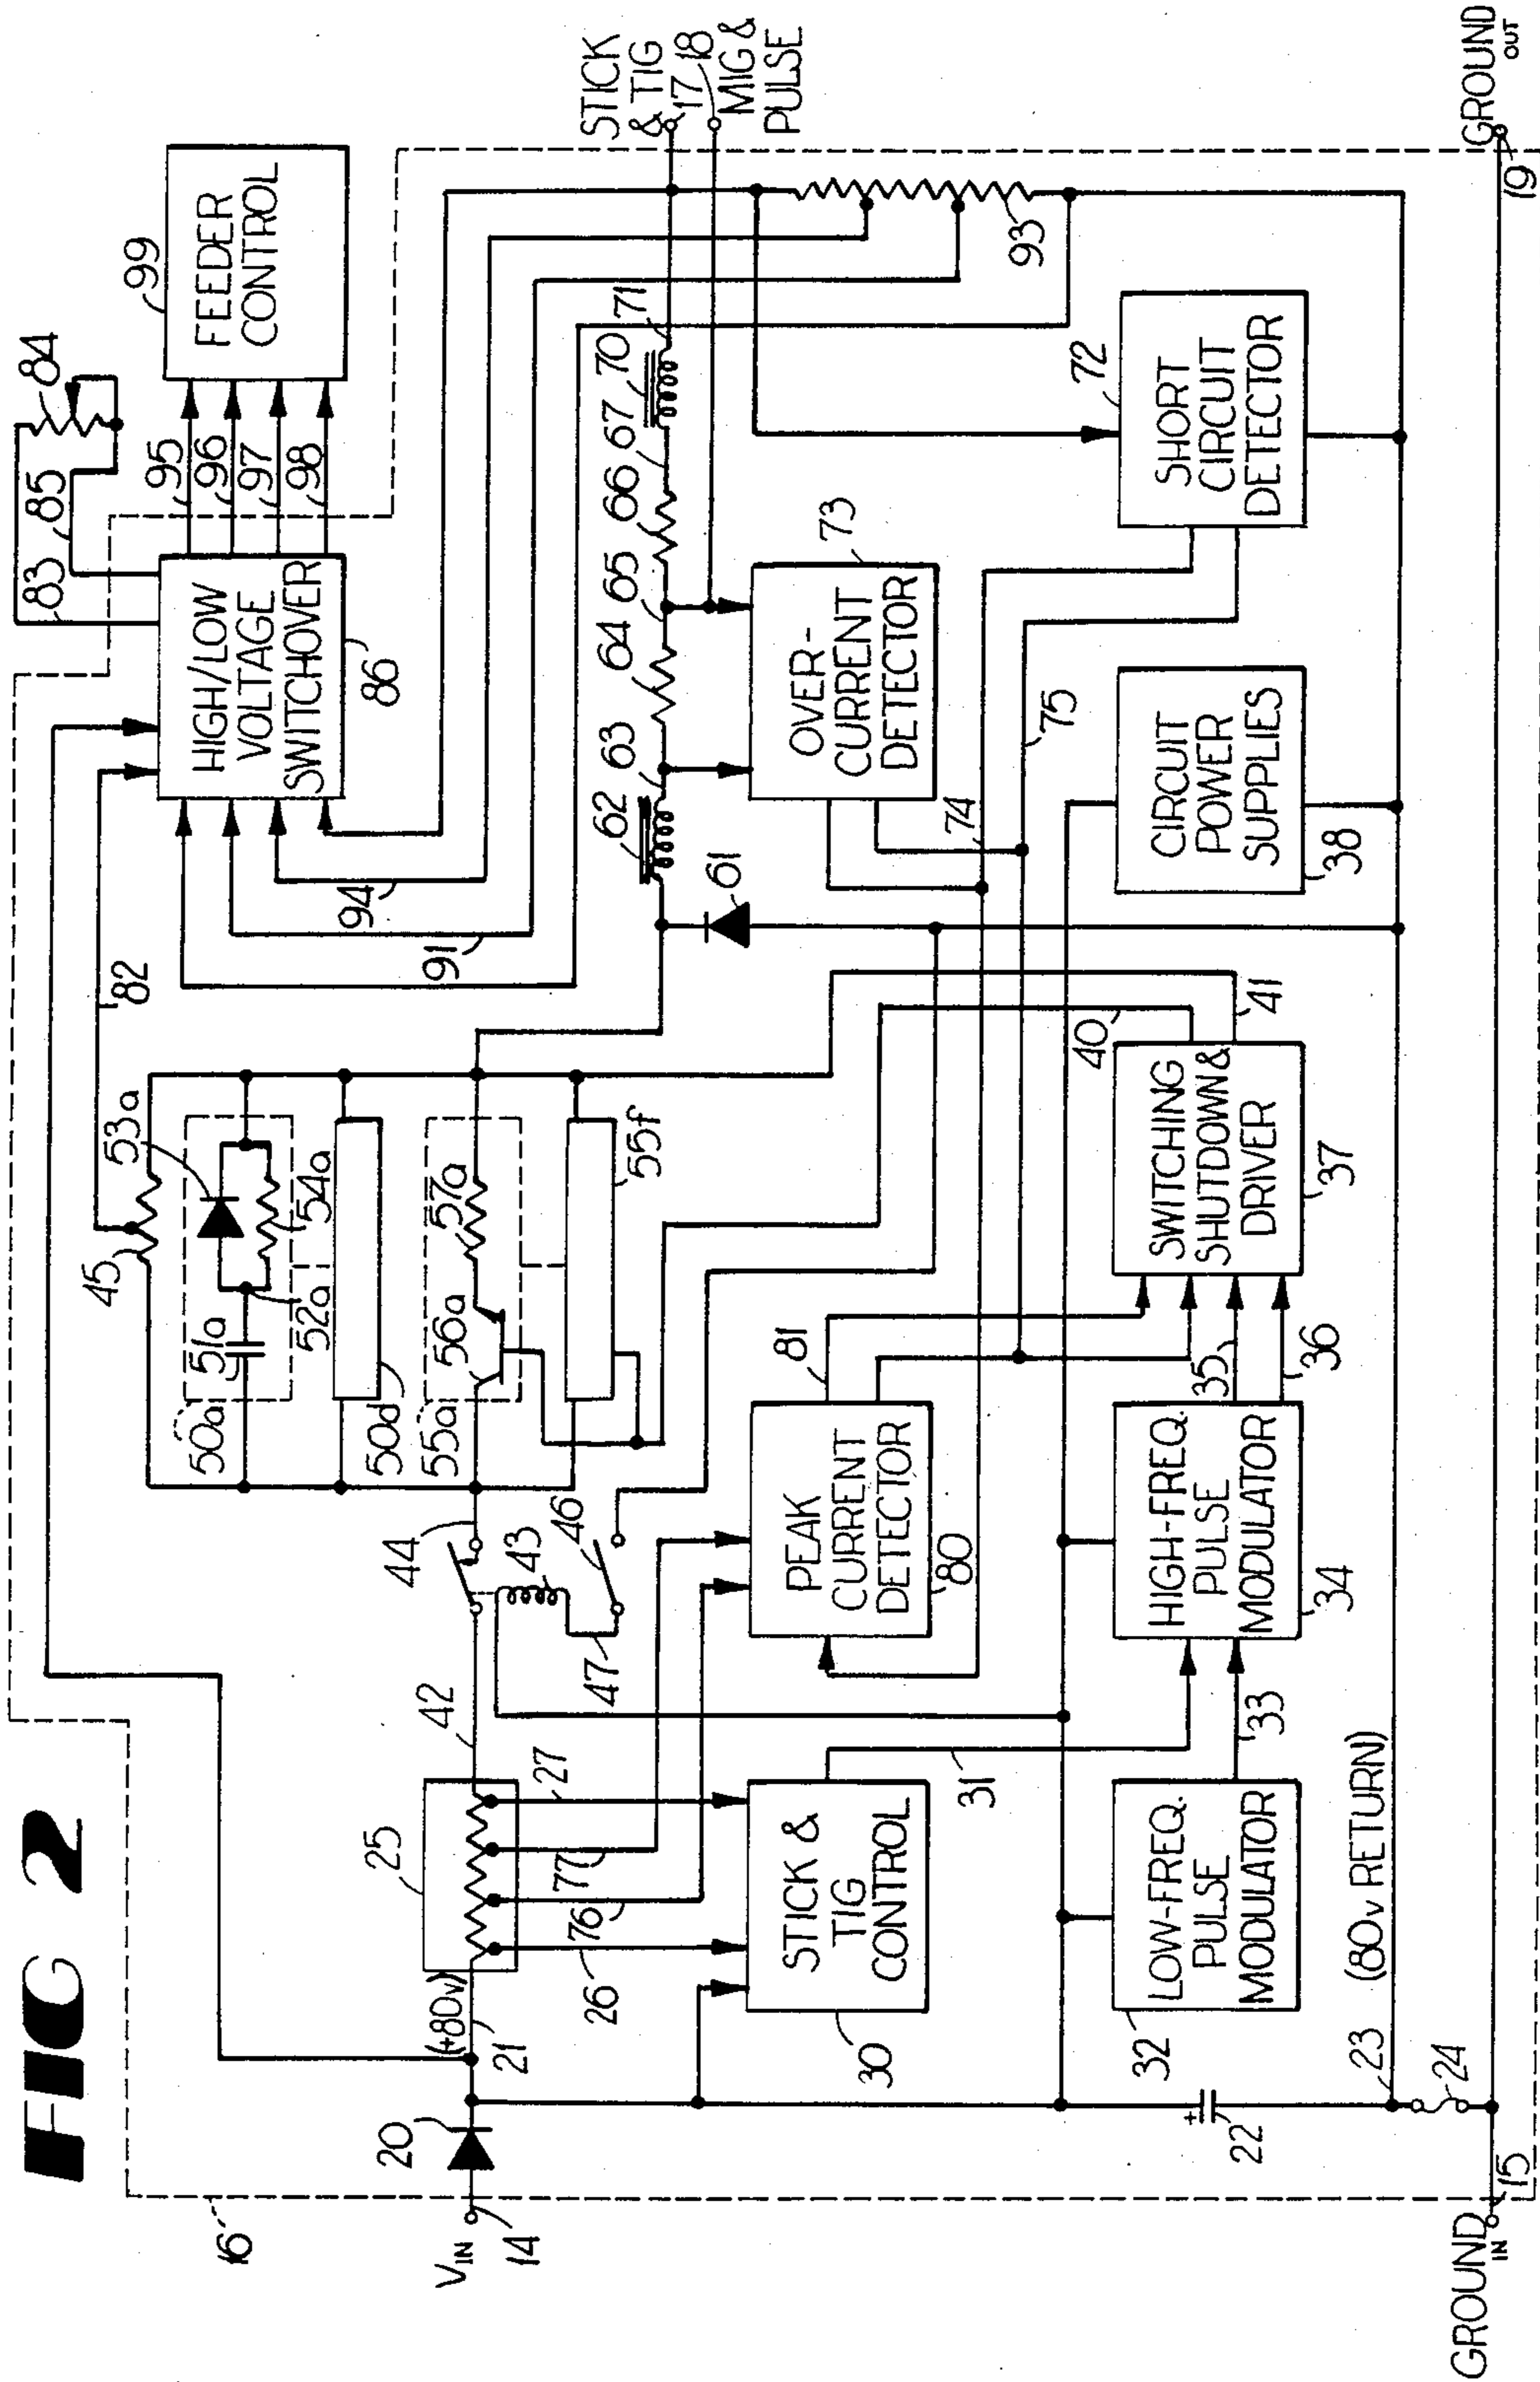 FIG 2
16
VIN
14
20
(+80v)
21
25
42
44
43
46
47
27
77
76
26
STICK &
TIG
CONTROL
30
31
LOW-FREQ.
PULSE
MODULATOR
32
33
22
+
23
24
(80v RETURN)
15
GROUND
IN
45
50a
51a
52a
53a
54a
50d
55a
56a
57a
55f
PEAK
CURRENT
DETECTOR
80
81
HIGH-FREQ.
PULSE
MODULATOR
34
35
36
SWITCHING
SHUTDOWN &
DRIVER
37
40
41
82
91
94
61
62
63
64
65
66
67
70
71
OVER-
CURRENT
DETECTOR
73
74
75
CIRCUIT
POWER
SUPPLIES
38
SHORT
CIRCUIT
DETECTOR
72
93
HIGH/LOW
VOLTAGE
SWITCHOVER
86
83
85
84
95
96
97
98
FEEDER
CONTROL
99
STICK
& TIG
17
18
MIG &
PULSE
GROUND
OUT
19